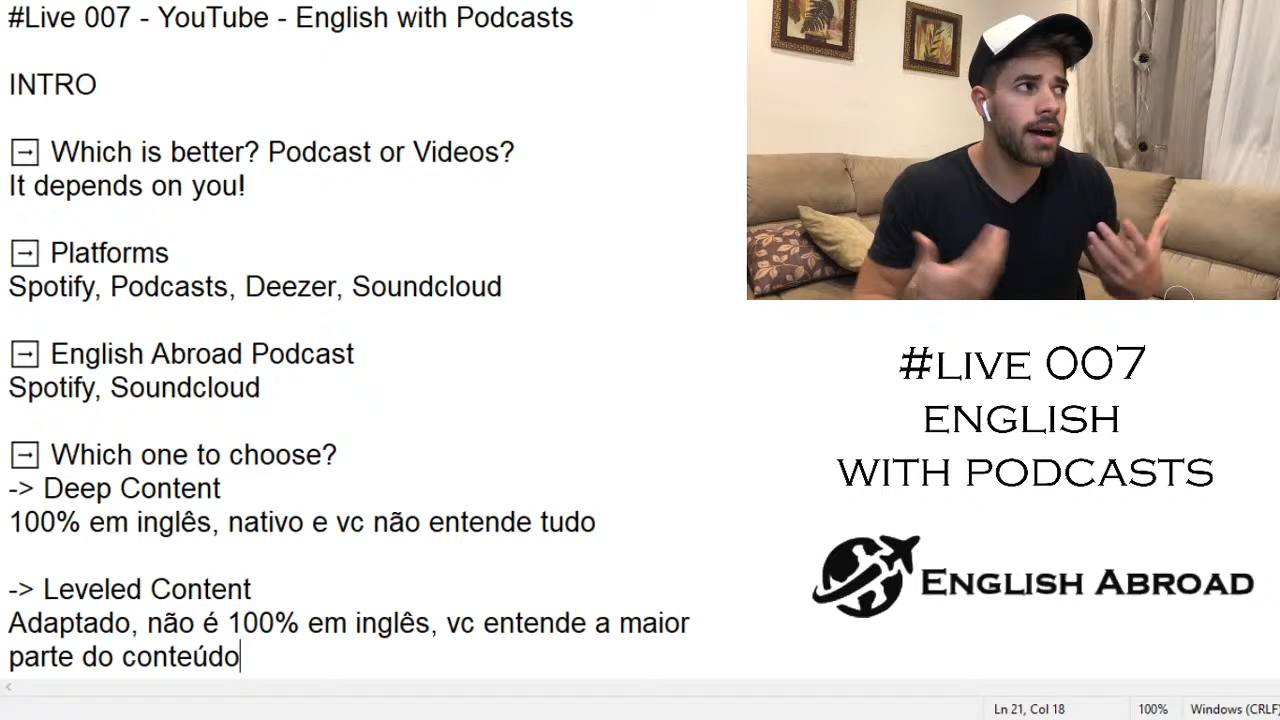 #Live 007 - YouTube - English with Podcasts
INTRO
→ Which is better? Podcast or Videos?
It depends on you!
→ Platforms
Spotify, Podcasts, Deezer, Soundcloud
→ English Abroad Podcast
Spotify, Soundcloud
→ Which one to choose?
-> Deep Content
100% em inglês, nativo e vc não entende tudo
-> Leveled Content
Adaptado, não é 100% em inglês, vc entende a maior
parte do conteúdo
#LIVE 007
ENGLISH
WITH PODCASTS
ENGLISH ABROAD
Ln 21, Col 18
100%
Windows (CRLF